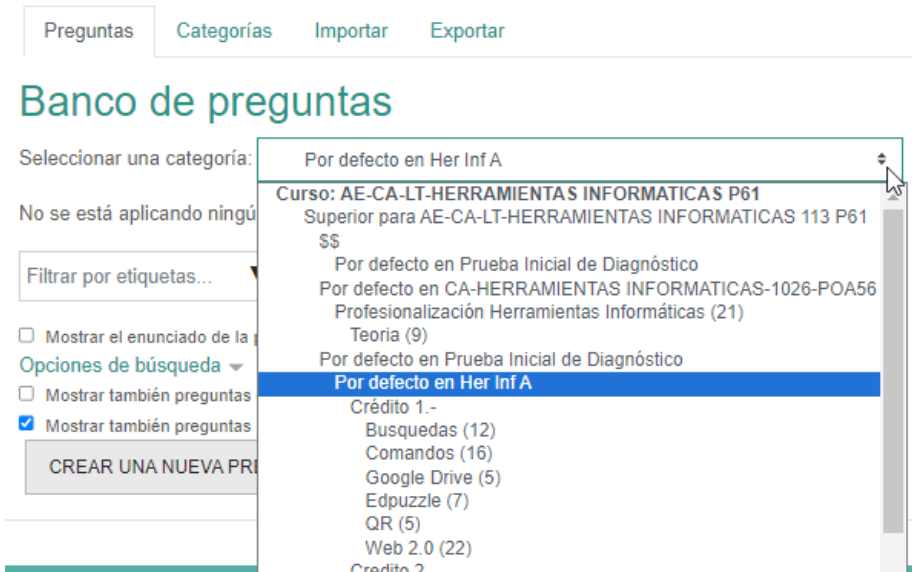 Preguntas Categorías Importar Exportar
Banco de preguntas
Seleccionar una categoría: Por defecto en Her Inf A
No se está aplicando ningú
Filtrar por etiquetas...
Mostrar el enunciado de la
Opciones de búsqueda
Mostrar también preguntas
Mostrar también preguntas
CREAR UNA NUEVA PRE
Curso: AE-CA-LT-HERRAMIENTAS INFORMATICAS P61
Superior para AE-CA-LT-HERRAMIENTAS INFORMATICAS 113 P61
$$
Por defecto en Prueba Inicial de Diagnóstico
Por defecto en CA-HERRAMIENTAS INFORMATICAS-1026-POA56
Profesionalización Herramientas Informáticas (21)
Teoria (9)
Por defecto en Prueba Inicial de Diagnóstico
Por defecto en Her Inf A
Crédito 1.-
Busquedas (12)
Comandos (16)
Google Drive (5)
Edpuzzle (7)
QR (5)
Web 2.0 (22)
Credito 2